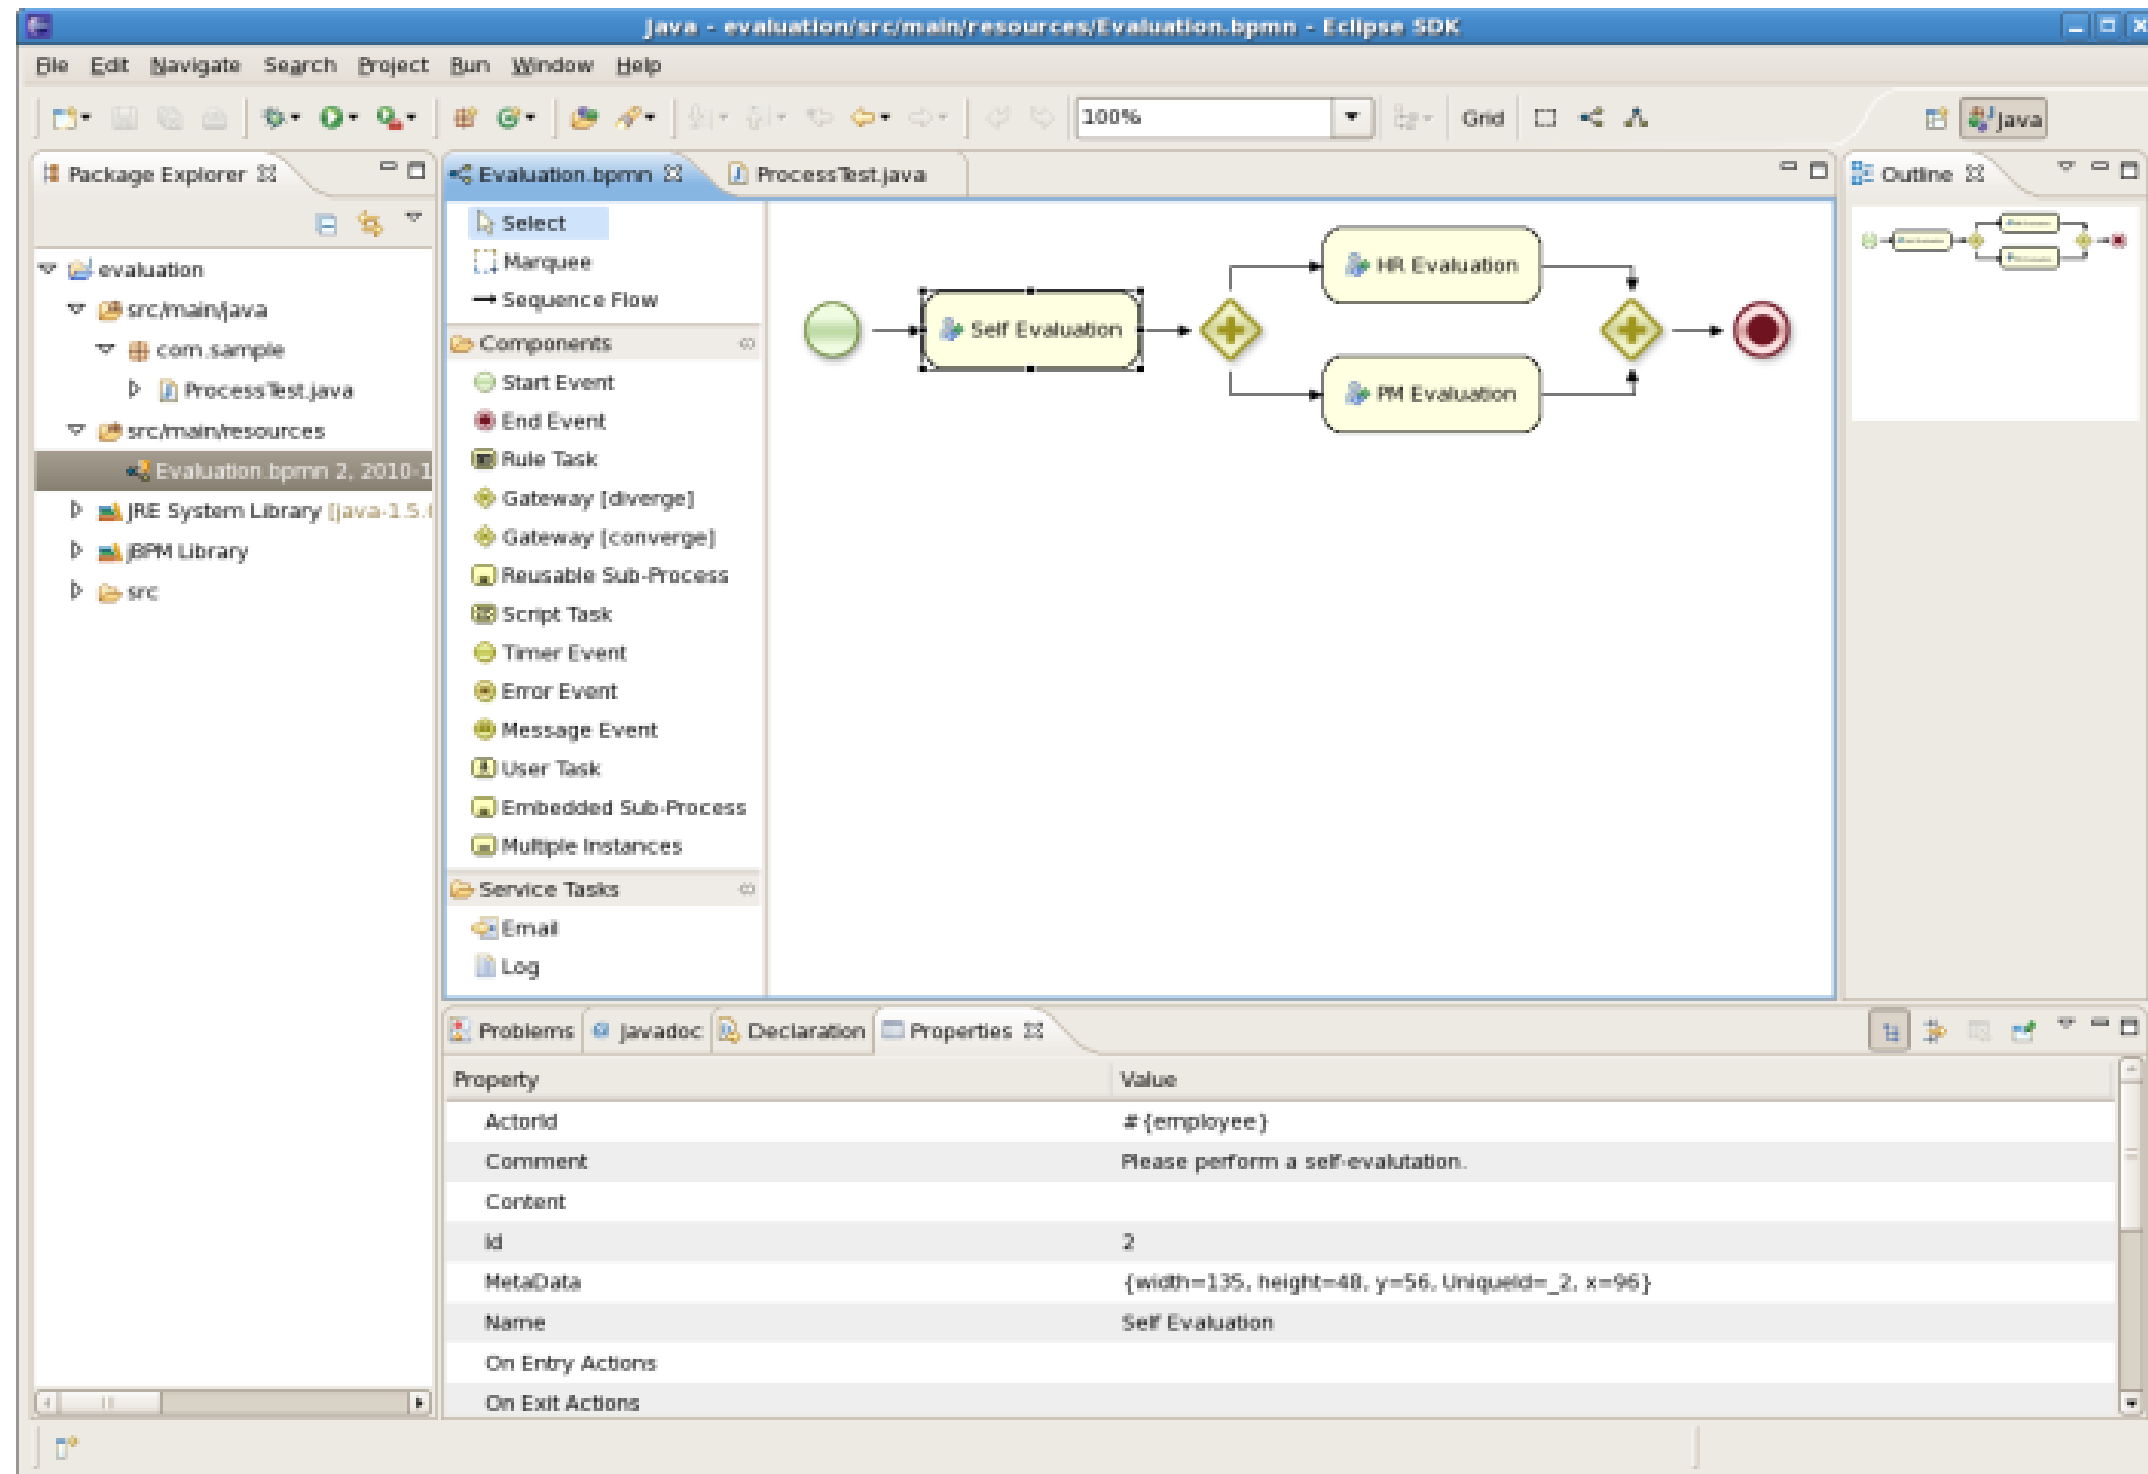 Java - evaluation/src/main/resources/Evaluation.bpmn - Eclipse SDK
File Edit Navigate Search Project Run Window Help
100% Grid Java
Package Explorer
evaluation
src/main/java
com.sample
ProcessTest.java
src/main/resources
Evaluation.bpmn 2, 2010-1
JRE System Library [java-1.5.
jBPM Library
src
Evaluation.bpmn ProcessTest.java
Select
Marquee
Sequence Flow
Components
Start Event
End Event
Rule Task
Gateway [diverge]
Gateway [converge]
Reusable Sub-Process
Script Task
Timer Event
Error Event
Message Event
User Task
Embedded Sub-Process
Multiple Instances
Service Tasks
Email
Log
Self Evaluation
HR Evaluation
PM Evaluation
Outline
Problems Javadoc Declaration Properties
Property Value
ActorId #{employee}
Comment Please perform a self-evalutation.
Content
Id 2
MetaData {width=135, height=48, y=56, UniqueId=_2, x=96}
Name Self Evaluation
On Entry Actions
On Exit Actions